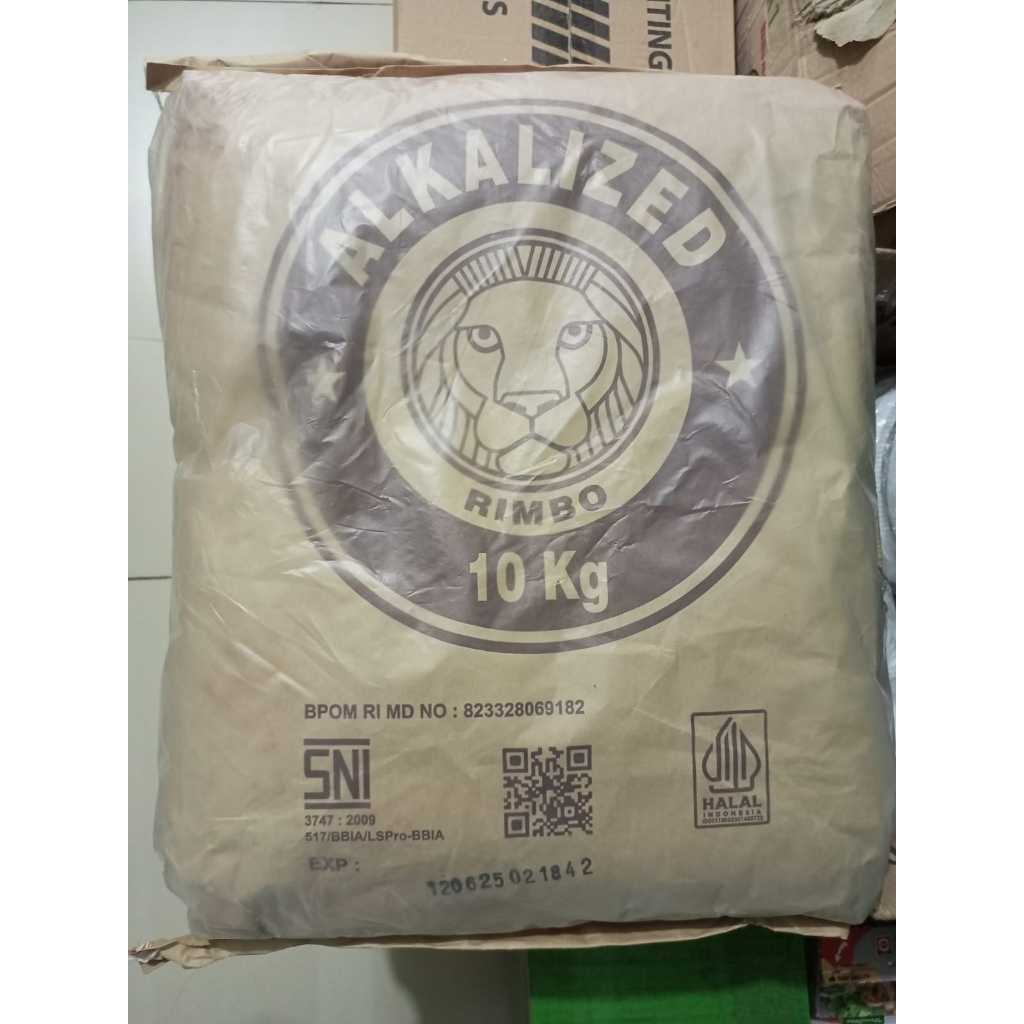 ITTING
S
ALKALIZED
RIMBO
10 Kg
BPOM RI MD NO : 823328069182
SNI
3747 : 2009
517/BBIA/LSPro-BBIA
HALAL
INDONESIA
EXP :
120625021842